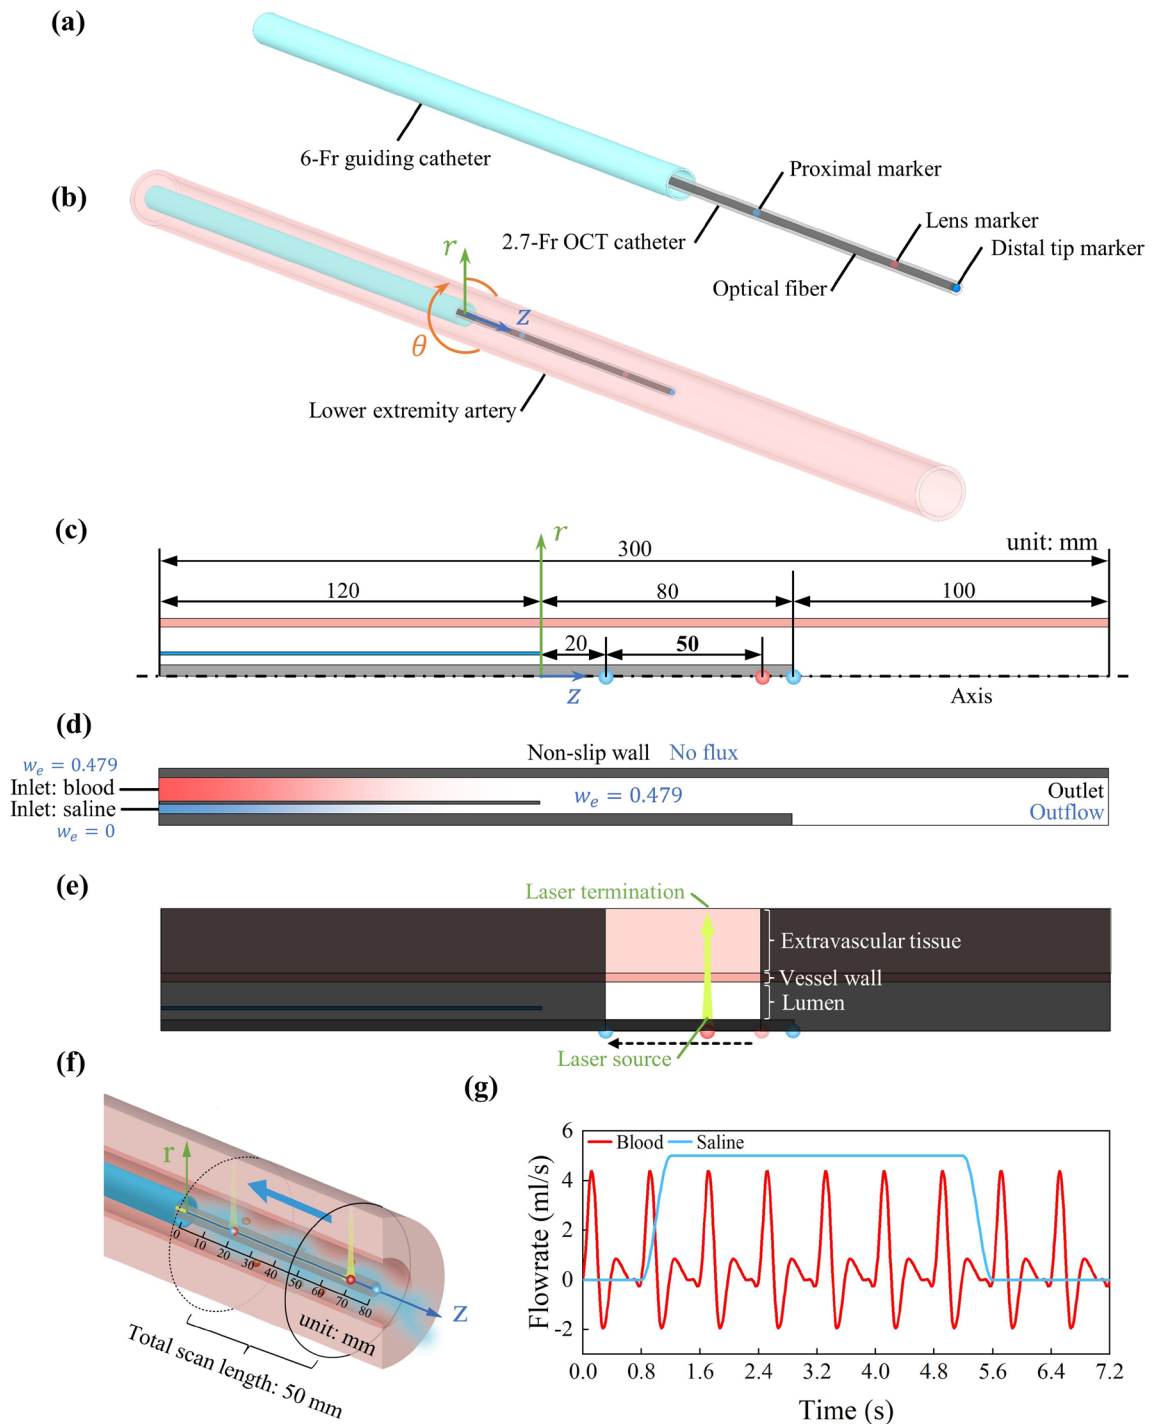 (a)
6-Fr guiding catheter
Proximal marker
Lens marker
Distal tip marker
2.7-Fr OCT catheter
Optical fiber
(b)
r
z
θ
Lower extremity artery
(c)
r
unit: mm
300
120
80
100
20
50
z
Axis
(d)
Non-slip wall No flux
w_e = 0.479
Inlet: blood
Inlet: saline
w_e = 0
w_e = 0.479
Outlet
Outflow
(e)
Laser termination
Extravascular tissue
Vessel wall
Lumen
Laser source
(f)
r
0 10 20 30 40 50 60 70 80
z
unit: mm
Total scan length: 50 mm
(g)
Blood Saline
Flowrate (ml/s)
6
4
2
0
-2
0.0 0.8 1.6 2.4 3.2 4.0 4.8 5.6 6.4 7.2
Time (s)